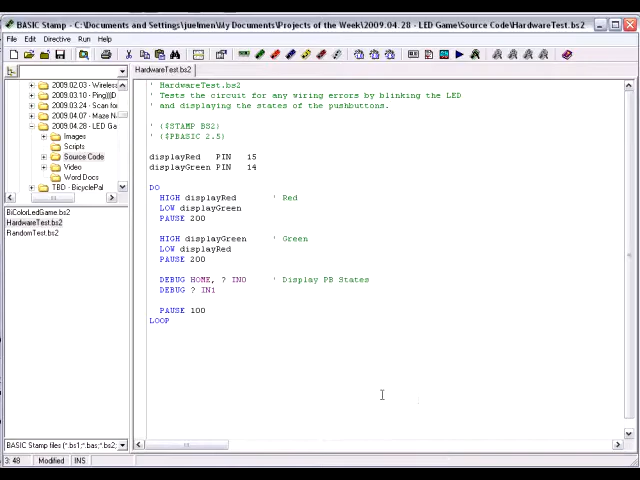 BASIC Stamp - C:\Documents and Settings\juelmen\My Documents\Projects of the Week\2009.04.28 - LED Game\Source Code\HardwareTest.bs2
File Edit Directive Run Help
HardwareTest.bs2
2009.02.03 - Wireless
2009.03.10 - Ping)))D
2009.03.24 - Scan for
2009.04.07 - Maze N
2009.04.28 - LED Ga
Images
Scripts
Source Code
Video
Word Docs
TBD - BicyclePal
BiColorLedGame.bs2
HardwareTest.bs2
RandomTest.bs2
BASIC Stamp files (*.bs1;*.bas;*.bs2;
' HardwareTest.bs2
' Tests the circuit for any wiring errors by blinking the LED
' and displaying the states of the pushbuttons.
' {$STAMP BS2}
' {$PBASIC 2.5}
displayRed PIN 15
displayGreen PIN 14
DO
HIGH displayRed ' Red
LOW displayGreen
PAUSE 200
HIGH displayGreen ' Green
LOW displayRed
PAUSE 200
DEBUG HOME, ? IN0 ' Display PB States
DEBUG ? IN1
PAUSE 100
LOOP
3: 48 Modified INS